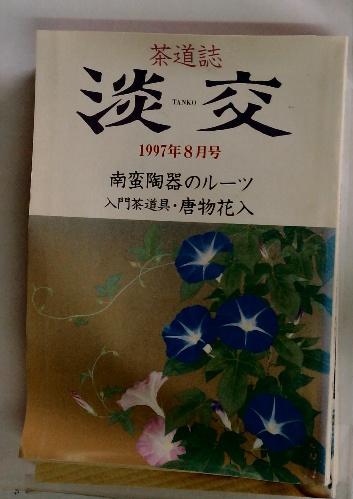 茶道誌
淡交
TANKO
1997年8月号
南蛮陶器のルーツ
入門茶道具・唐物花入